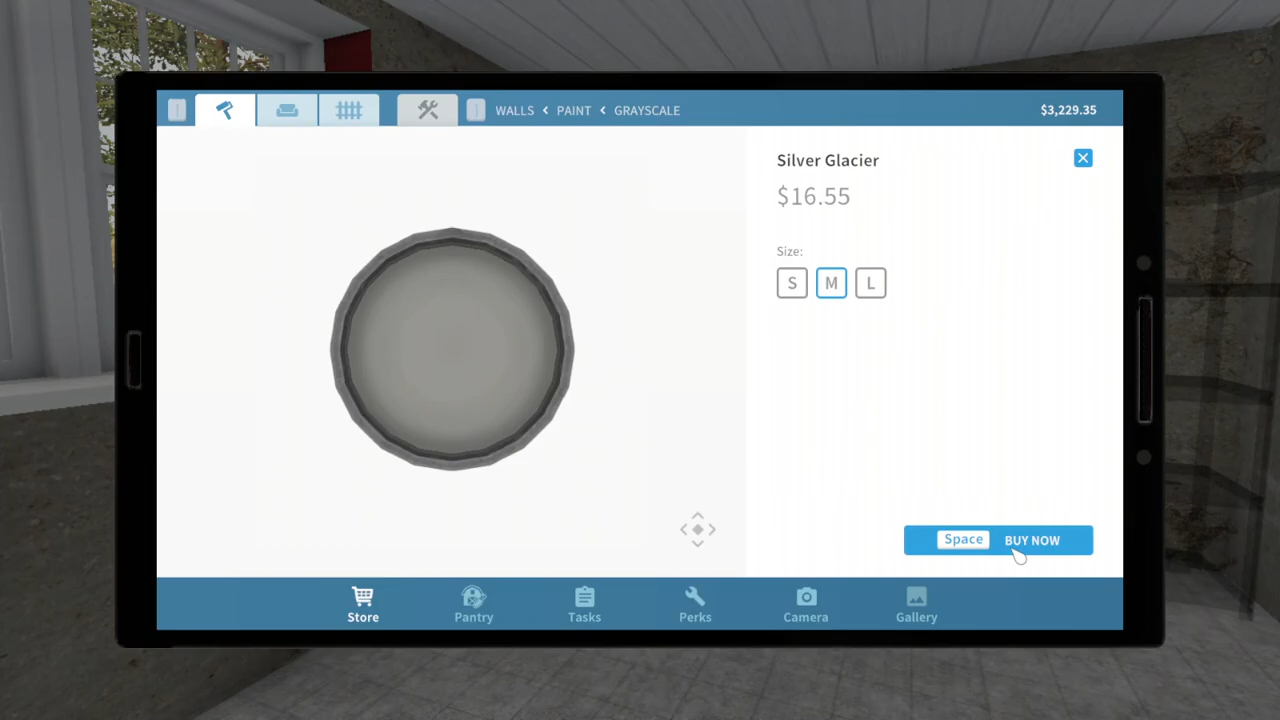 WALLS < PAINT < GRAYSCALE
$3,229.35
Silver Glacier
$16.55
Size:
S M L
Space BUY NOW
Store Pantry Tasks Perks Camera Gallery